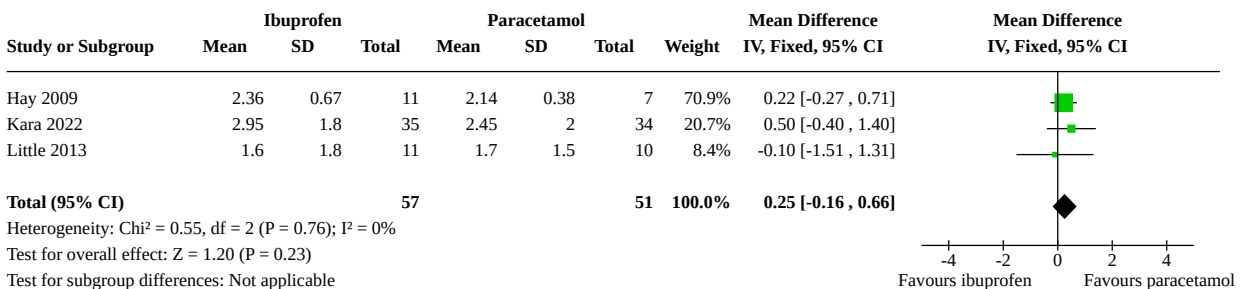 Ibuprofen Paracetamol Mean Difference Mean Difference
Study or Subgroup Mean SD Total Mean SD Total Weight IV, Fixed, 95% CI IV, Fixed, 95% CI
Hay 2009 2.36 0.67 11 2.14 0.38 7 70.9% 0.22 [-0.27 , 0.71]
Kara 2022 2.95 1.8 35 2.45 2 34 20.7% 0.50 [-0.40 , 1.40]
Little 2013 1.6 1.8 11 1.7 1.5 10 8.4% -0.10 [-1.51 , 1.31]
Total (95% CI) 57 51 100.0% 0.25 [-0.16 , 0.66]
Heterogeneity: Chi² = 0.55, df = 2 (P = 0.76); I² = 0%
Test for overall effect: Z = 1.20 (P = 0.23) -4 -2 0 2 4
Test for subgroup differences: Not applicable Favours ibuprofen Favours paracetamol